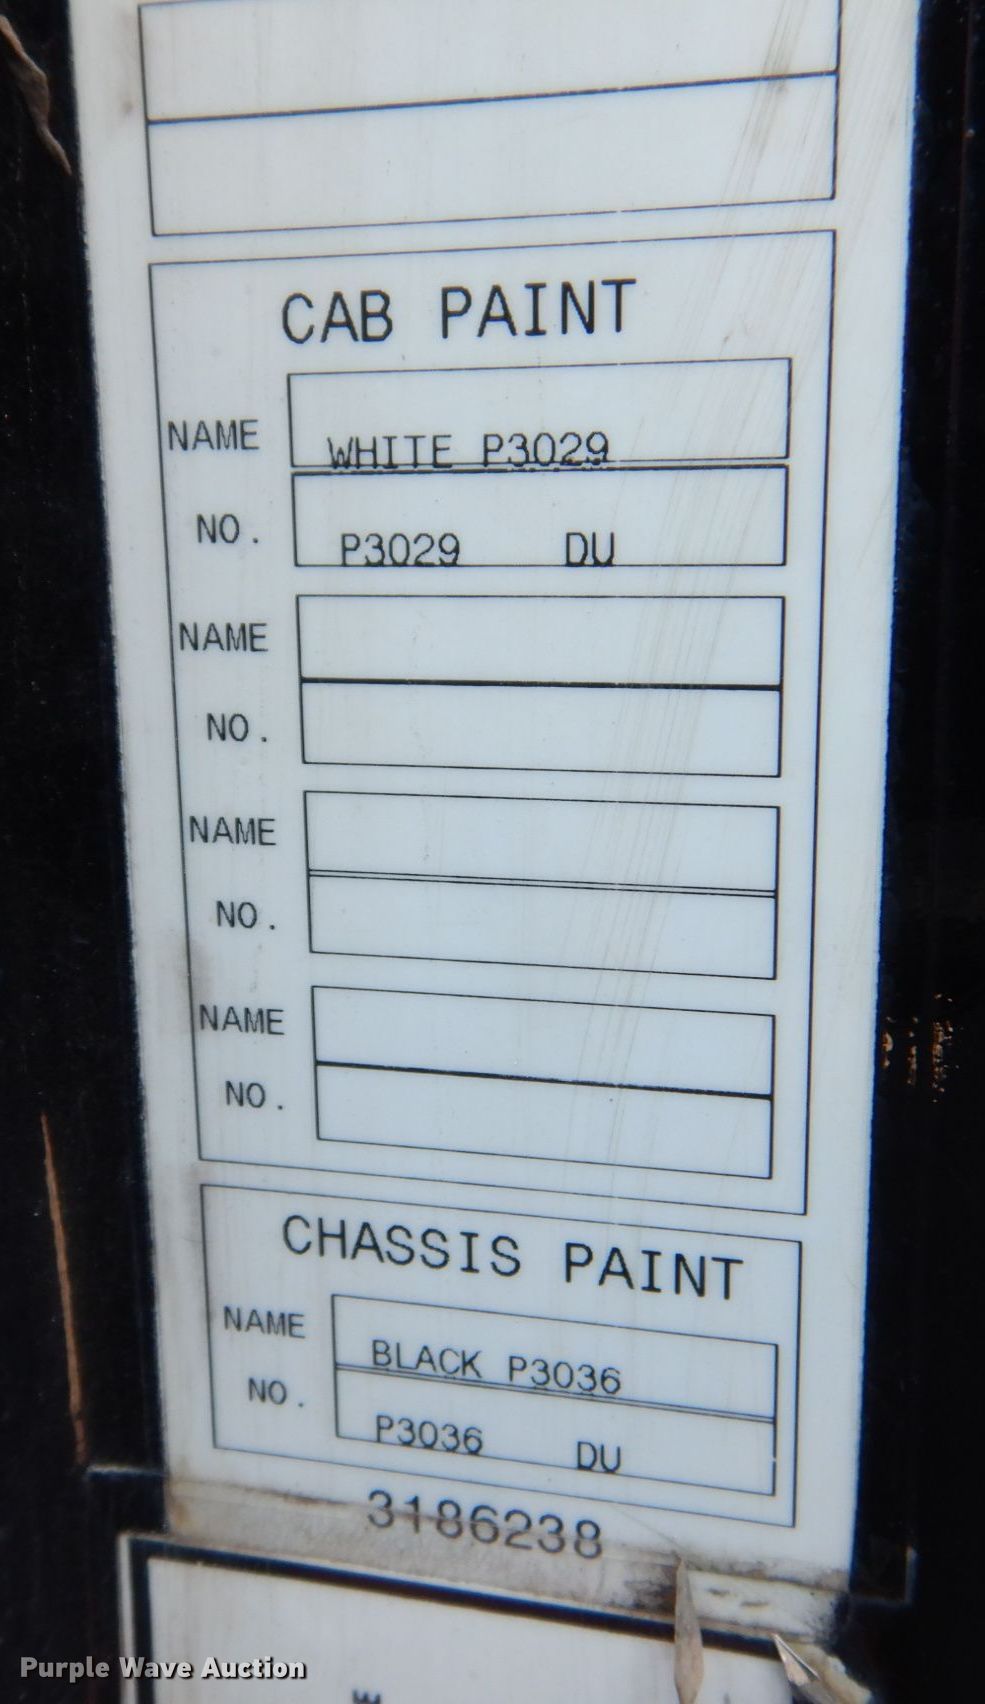 CAB PAINT
NAME WHITE P3029
NO. P3029 DU
NAME
NO.
NAME
NO.
NAME
NO.
CHASSIS PAINT
NAME BLACK P3036
NO. P3036 DU
3186238
Purple Wave Auction